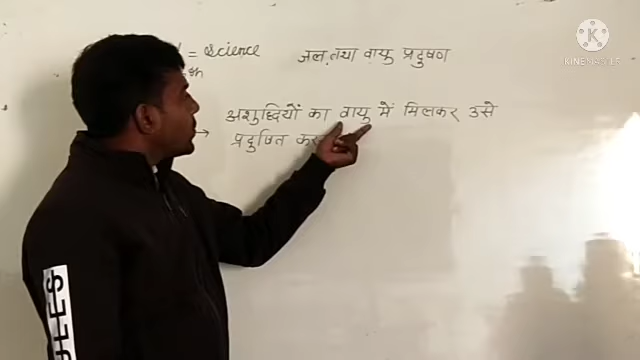 = Science
जल तथा वायु प्रदुषण
अशुद्धियों का वायु में मिलकर उसे
प्रदुषित
KINEMASTER